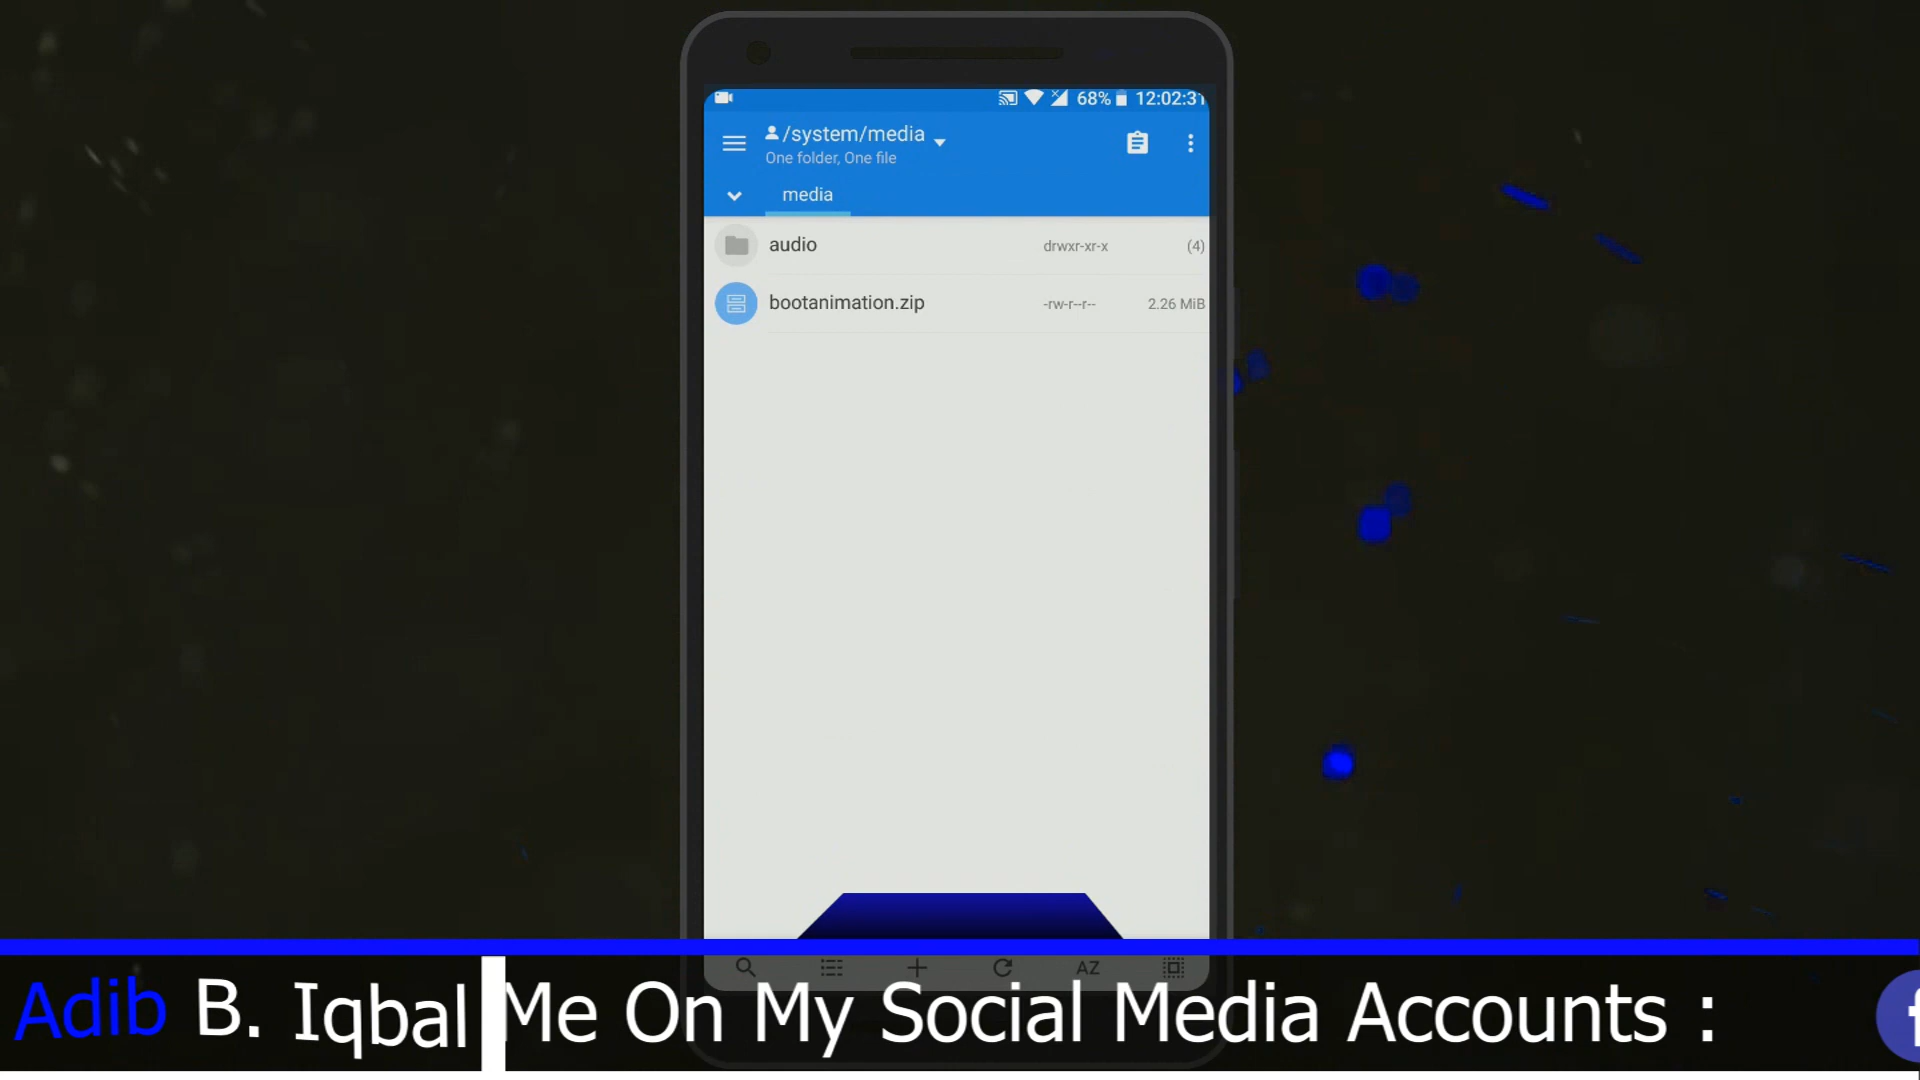 68% 12:02:31
/system/media
One folder, One file
media
audio drwxr-xr-x (4)
bootanimation.zip -rw-r--r-- 2.26 MiB
AZ
Adib B. Iqbal Me On My Social Media Accounts : f